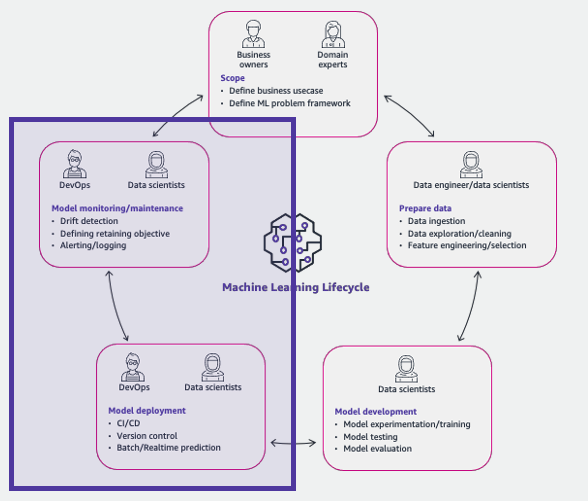 Business
owners
Domain
experts
Scope
• Define business usecase
• Define ML problem framework
DevOps
Data scientists
Model monitoring/maintenance
• Drift detection
• Defining retaining objective
• Alerting/logging
Data engineer/data scientists
Prepare data
• Data ingestion
• Data exploration/cleaning
• Feature engineering/selection
Machine Learning Lifecycle
DevOps
Data scientists
Model deployment
• CI/CD
• Version control
• Batch/Realtime prediction
Data scientists
Model development
• Model experimentation/training
• Model testing
• Model evaluation